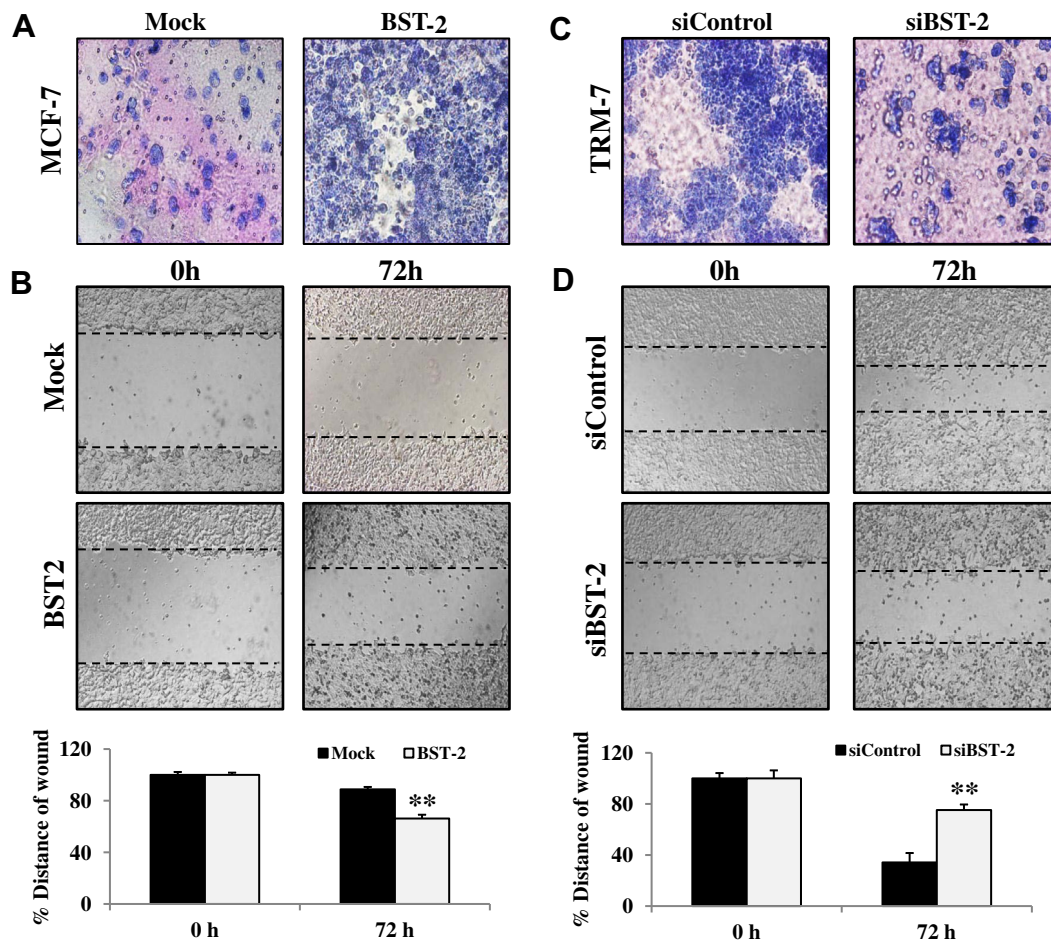 A
Mock
BST-2
MCF-7
C
siControl
siBST-2
TRM-7
B
0h
72h
Mock
BST2
D
0h
72h
siControl
siBST-2
Mock
BST-2
% Distance of wound
120
80
40
0
**
0 h
72 h
siControl
siBST-2
% Distance of wound
120
80
40
0
**
0 h
72 h